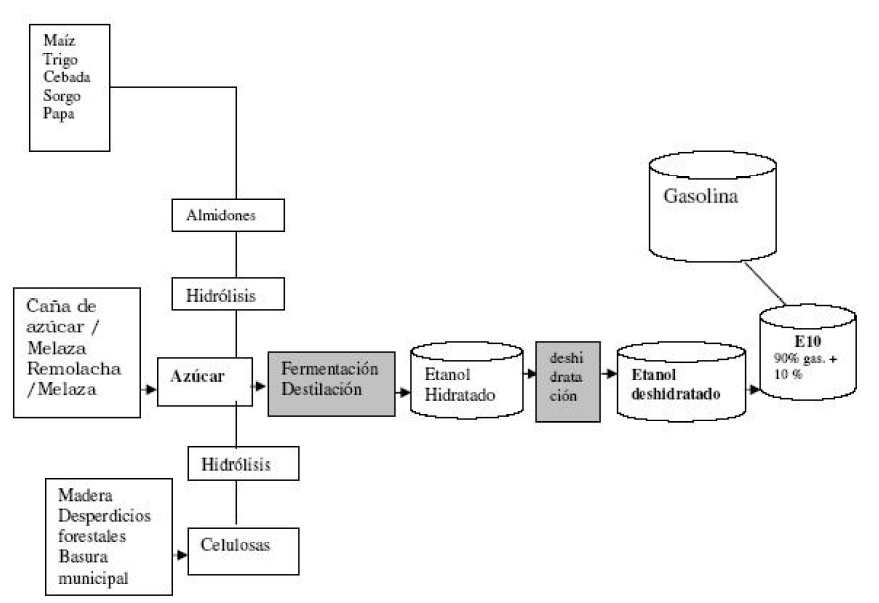 Maíz
Trigo
Cebada
Sorgo
Papa
Almidones
Gasolina
Hidrólisis
Caña de
azúcar /
Melaza
Remolacha
/Melaza
Azúcar
Fermentación
Destilación
Etanol
Hidratado
deshi
drata
ción
Etanol
deshidratado
E10
90% gas. +
10 %
Hidrólisis
Madera
Desperdicios
forestales
Basura
municipal
Celulosas